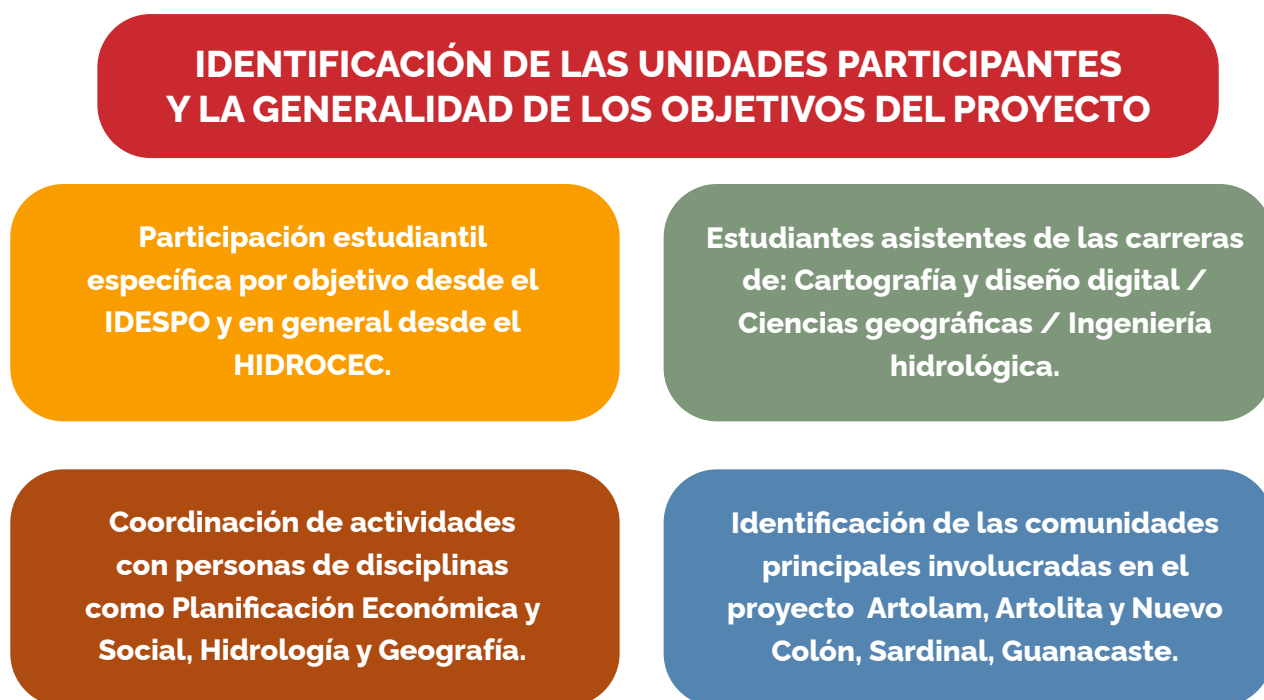 IDENTIFICACIÓN DE LAS UNIDADES PARTICIPANTES
Y LA GENERALIDAD DE LOS OBJETIVOS DEL PROYECTO
Participación estudiantil
específica por objetivo desde el
IDESPO y en general desde el
HIDROCEC.
Estudiantes asistentes de las carreras
de: Cartografía y diseño digital /
Ciencias geográficas / Ingeniería
hidrológica.
Coordinación de actividades
con personas de disciplinas
como Planificación Económica y
Social, Hidrología y Geografía.
Identificación de las comunidades
principales involucradas en el
proyecto Artolam, Artolita y Nuevo
Colón, Sardinal, Guanacaste.